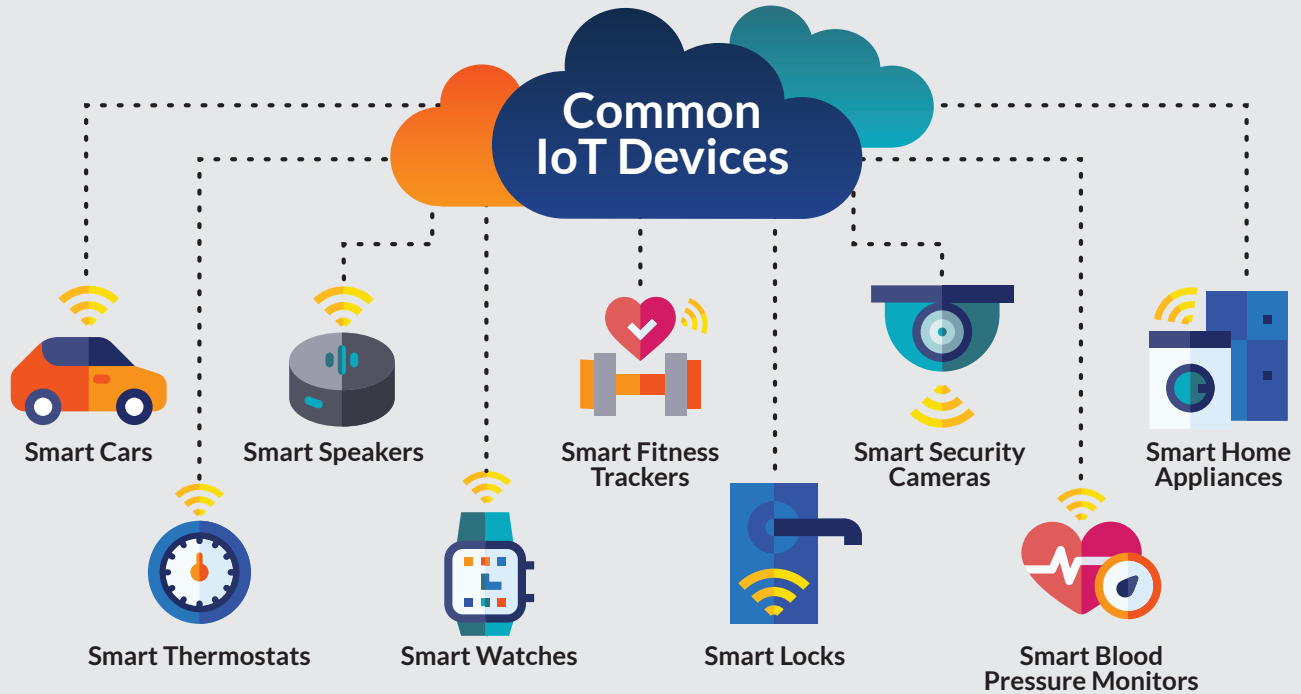 Common
IoT Devices
Smart Cars
Smart Speakers
Smart Fitness
Trackers
Smart Security
Cameras
Smart Home
Appliances
Smart Thermostats
Smart Watches
Smart Locks
Smart Blood
Pressure Monitors